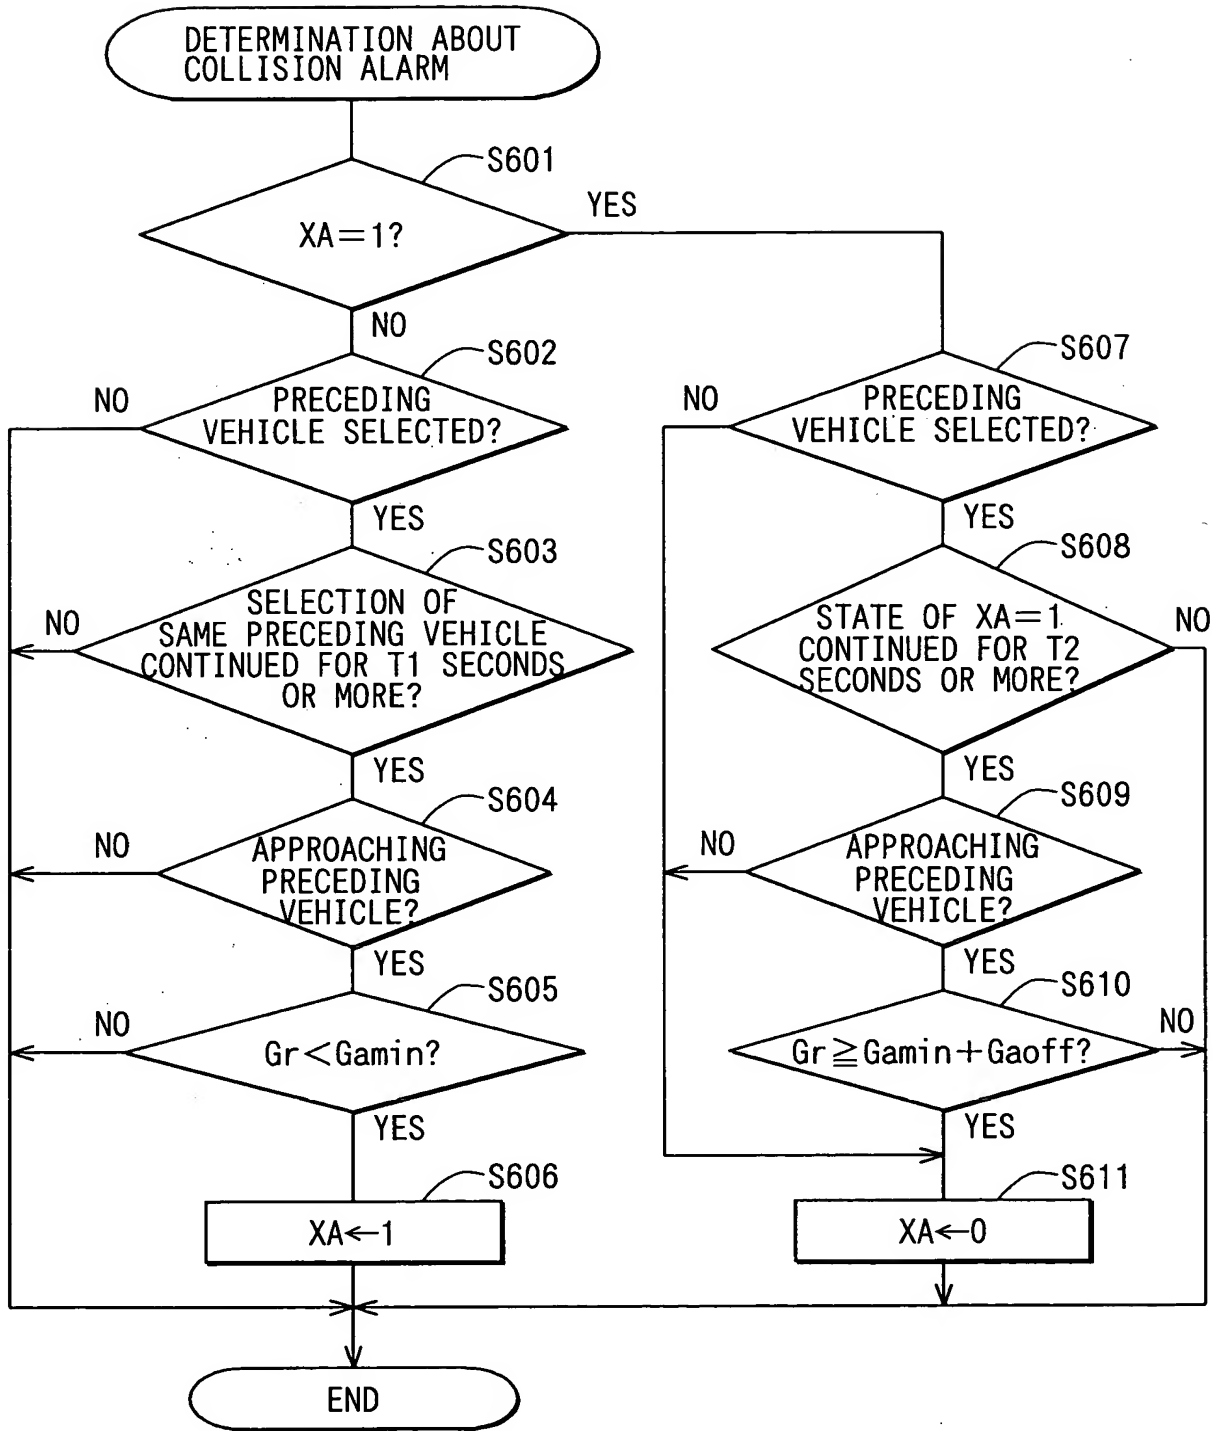 DETERMINATION ABOUT
COLLISION ALARM
S601
XA=1?
YES
NO
S602
PRECEDING
VEHICLE SELECTED?
NO
YES
S603
SELECTION OF
SAME PRECEDING VEHICLE
CONTINUED FOR T1 SECONDS
OR MORE?
NO
YES
S604
APPROACHING
PRECEDING
VEHICLE?
NO
YES
S605
Gr<Gamin?
NO
YES
S606
XA←1
S607
PRECEDING
VEHICLE SELECTED?
NO
YES
S608
STATE OF XA=1
CONTINUED FOR T2
SECONDS OR MORE?
NO
YES
S609
APPROACHING
PRECEDING
VEHICLE?
NO
YES
S610
Gr≧Gamin+Gaoff?
NO
YES
S611
XA←0
END